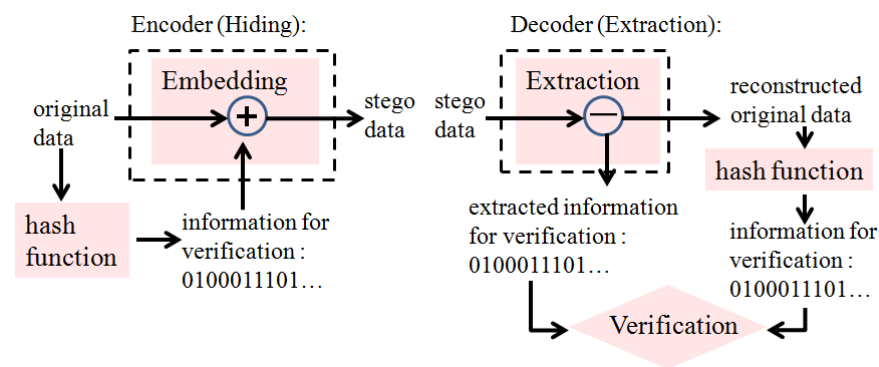 Encoder (Hiding):
Embedding
original
data
+
stego
data
hash
function
information for
verification :
0100011101…
Decoder (Extraction):
stego
data
Extraction
—
reconstructed
original data
hash function
extracted information
for verification :
0100011101…
information for
verification :
0100011101…
Verification